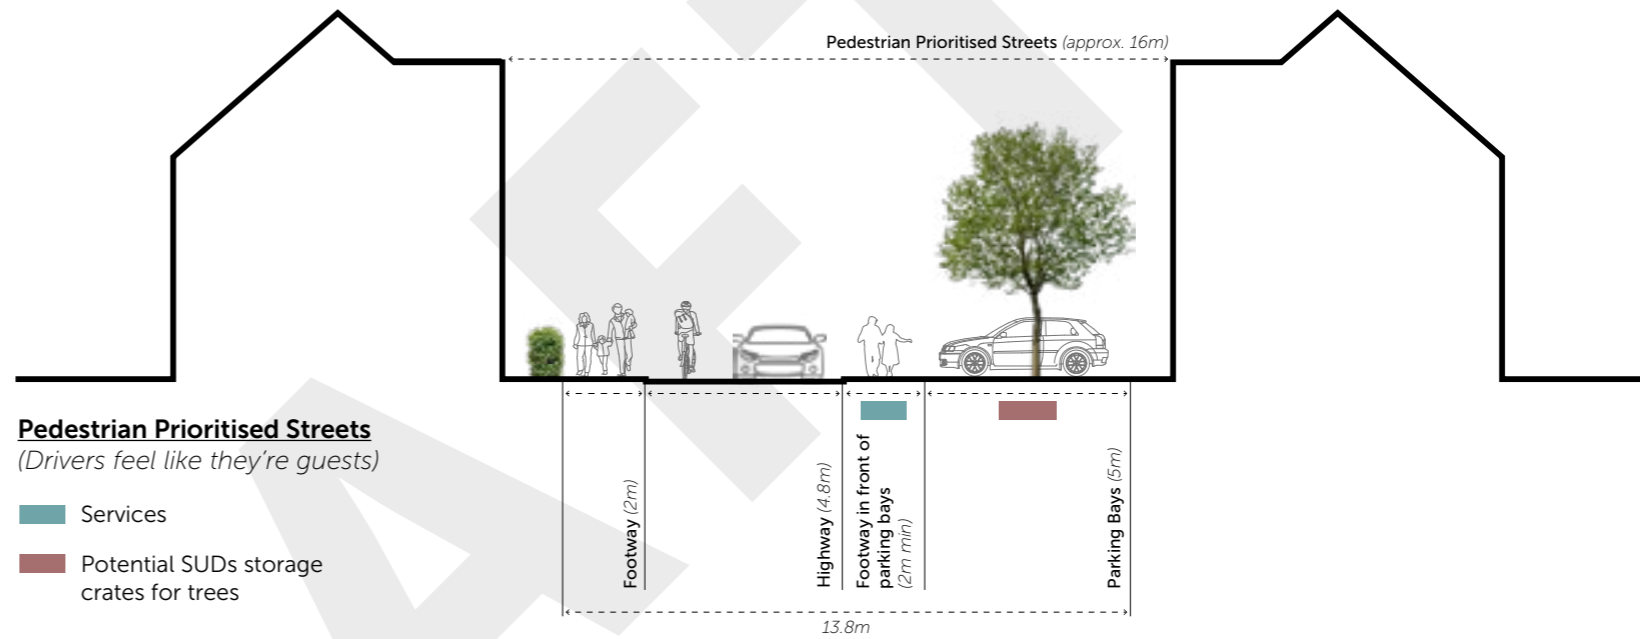 Pedestrian Prioritised Streets (approx. 16m)
Pedestrian Prioritised Streets
(Drivers feel like they're guests)
Services
Potential SUDs storage
crates for trees
Footway (2m)
Highway (4.8m)
Footway in front of
parking bays
(2m min)
Parking Bays (5m)
13.8m